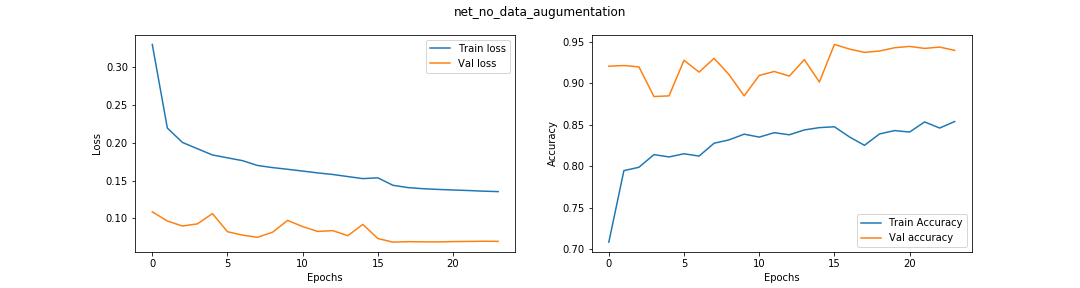 net_no_data_augumentation
Loss
0.30
0.25
0.20
0.15
0.10
0
5
10
15
20
Epochs
Train loss
Val loss
Accuracy
0.95
0.90
0.85
0.80
0.75
0.70
0
5
10
15
20
Epochs
Train Accuracy
Val accuracy